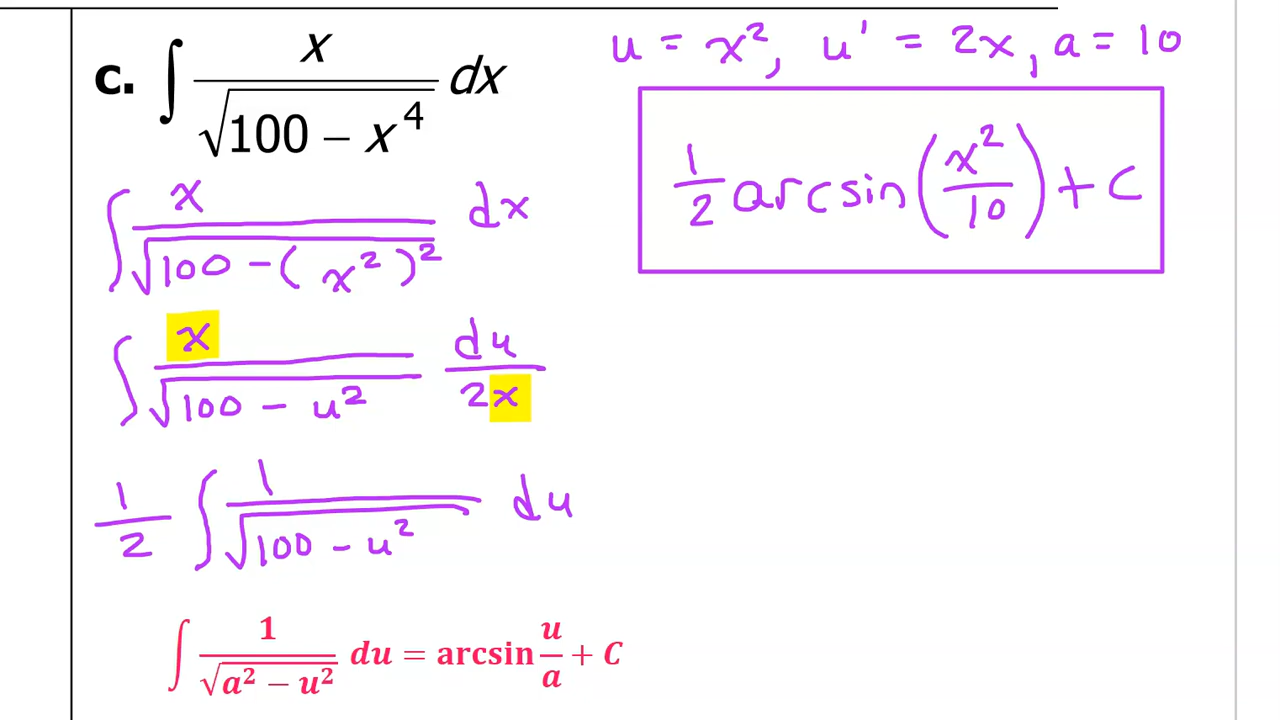 c. ∫ x / √(100 − x⁴) dx
∫ x / √(100 − (x²)²) dx
∫ x / √(100 − u²) du / 2x
1/2 ∫ 1 / √(100 − u²) du
∫ 1 / √(a² − u²) du = arcsin u/a + C
u = x², u' = 2x, a = 10
1/2 arcsin(x²/10) + C